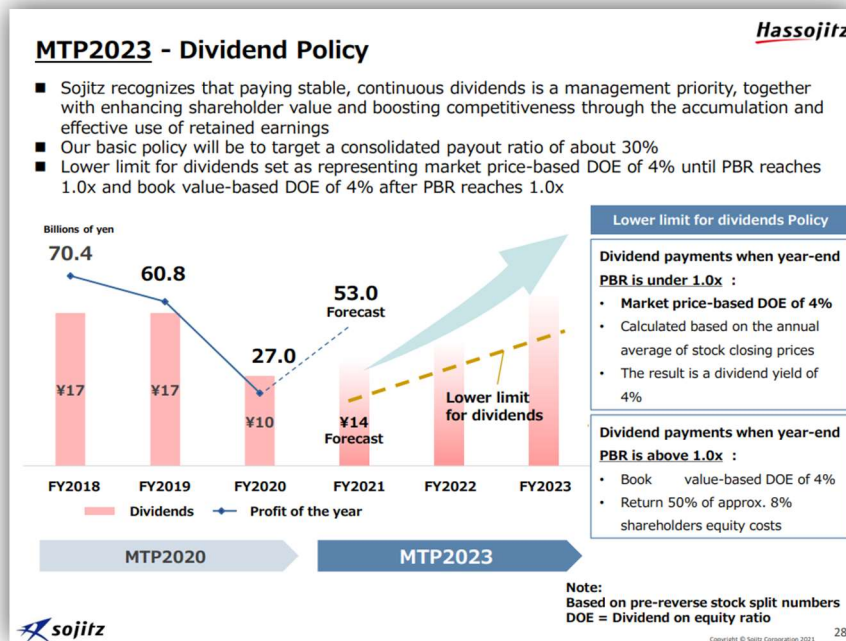 Hassojitz
MTP2023 - Dividend Policy
■ Sojitz recognizes that paying stable, continuous dividends is a management priority, together
with enhancing shareholder value and boosting competitiveness through the accumulation and
effective use of retained earnings
■ Our basic policy will be to target a consolidated payout ratio of about 30%
■ Lower limit for dividends set as representing market price-based DOE of 4% until PBR reaches
1.0x and book value-based DOE of 4% after PBR reaches 1.0x
Billions of yen
70.4
60.8
27.0
53.0
Forecast
¥17
¥17
¥10
¥14
Forecast
Lower limit
for dividends
FY2018 FY2019 FY2020 FY2021 FY2022 FY2023
Dividends Profit of the year
MTP2020
MTP2023
Lower limit for dividends Policy
Dividend payments when year-end
PBR is under 1.0x :
• Market price-based DOE of 4%
• Calculated based on the annual
average of stock closing prices
• The result is a dividend yield of
4%
Dividend payments when year-end
PBR is above 1.0x :
• Book value-based DOE of 4%
• Return 50% of approx. 8%
shareholders equity costs
Note:
Based on pre-reverse stock split numbers
DOE = Dividend on equity ratio
sojitz
Copyright © Sojitz Corporation 2021
28